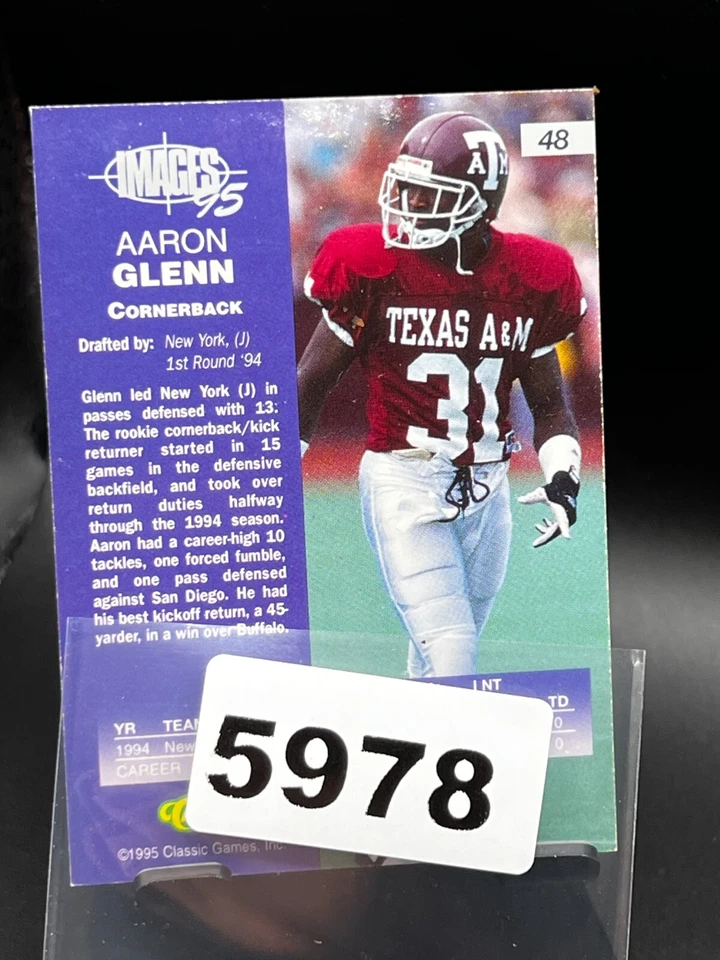 IMAGES
95
AARON
GLENN
CORNERBACK
Drafted by: New York, (J)
1st Round '94
Glenn led New York (J) in
passes defensed with 13.
The rookie cornerback/kick
returner started in 15
games in the defensive
backfield, and took over
return duties halfway
through the 1994 season.
Aaron had a career-high 10
tackles, one forced fumble,
and one pass defensed
against San Diego. He had
his best kickoff return, a 45-
yarder, in a win over Buffalo.
48
ATM
TEXAS A&M
31
INT
YR TEAM TD
1994 New 0
CAREER 0
5978
©1995 Classic Games, Inc.